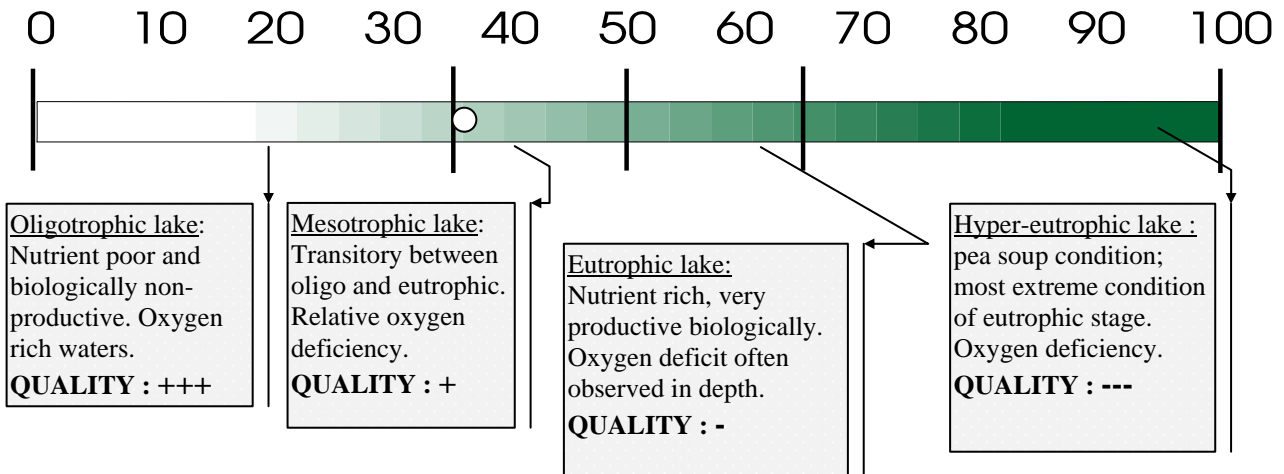 0 10 20 30 40 50 60 70 80 90 100
Oligotrophic lake:
Nutrient poor and
biologically non-
productive. Oxygen
rich waters.
QUALITY : +++
Mesotrophic lake:
Transitory between
oligo and eutrophic.
Relative oxygen
deficiency.
QUALITY : +
Eutrophic lake:
Nutrient rich, very
productive biologically.
Oxygen deficit often
observed in depth.
QUALITY : -
Hyper-eutrophic lake :
pea soup condition;
most extreme condition
of eutrophic stage.
Oxygen deficiency.
QUALITY : ---